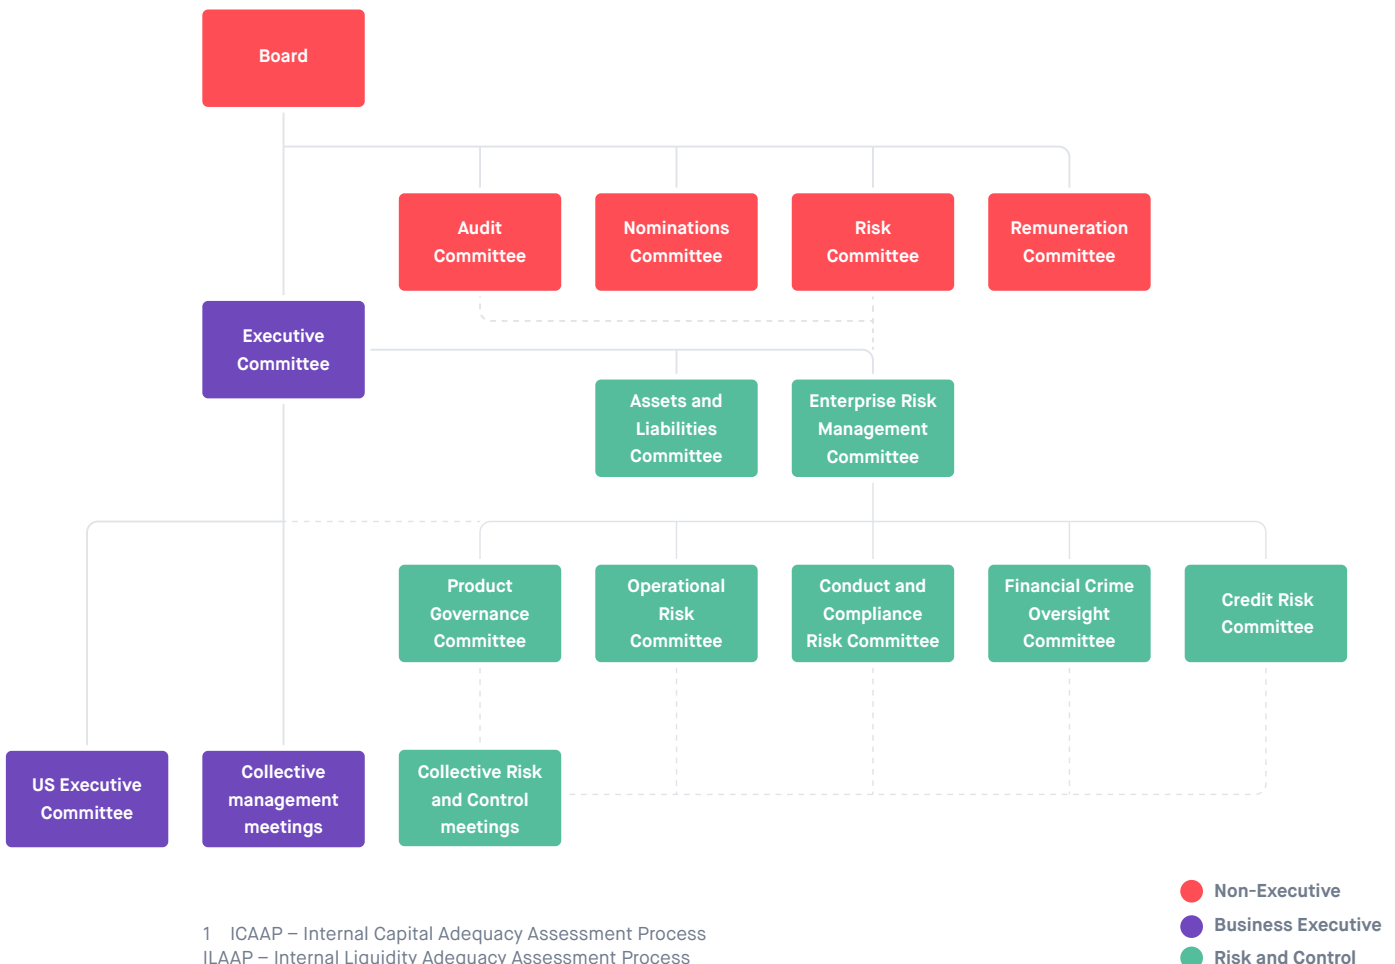 Board
Audit
Committee
Nominations
Committee
Risk
Committee
Remuneration
Committee
Executive
Committee
Assets and
Liabilities
Committee
Enterprise Risk
Management
Committee
Product
Governance
Committee
Operational
Risk
Committee
Conduct and
Compliance
Risk Committee
Financial Crime
Oversight
Committee
Credit Risk
Committee
US Executive
Committee
Collective
management
meetings
Collective Risk
and Control
meetings
Non-Executive
Business Executive
Risk and Control
1 ICAAP – Internal Capital Adequacy Assessment Process
ILAAP – Internal Liquidity Adequacy Assessment Process